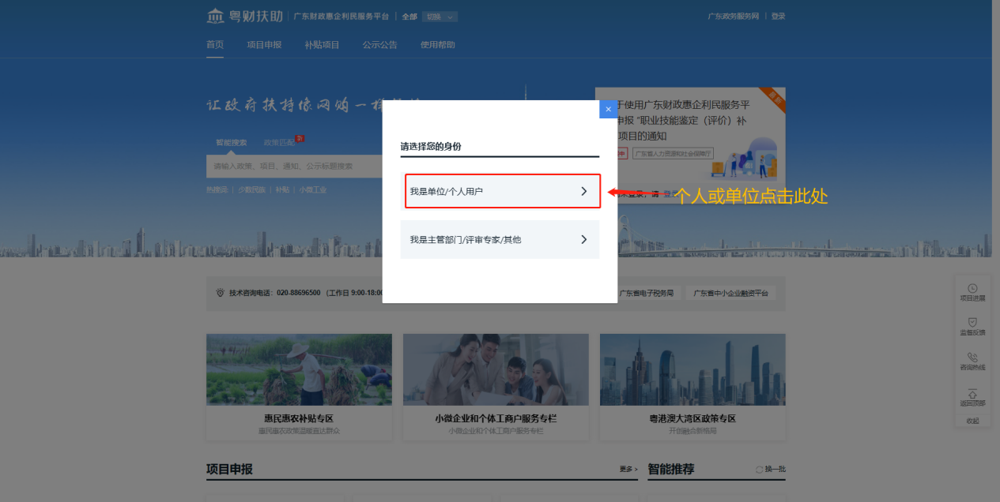 粤财扶助 广东财政惠企利民服务平台 全部 切换
广东政务服务网 | 登录
首页 项目申报 补贴项目 公示公告 使用帮助
让政府扶持像网购一样
智能搜索 政策匹配 新
请输入政策、项目、通知、公示标题搜索
热搜词: | 少数民族 | 补贴 | 小微工业
最新
于使用广东财政惠企利民服务平
申报 “职业技能鉴定（评价）补
项目的通知
中 广东省人力资源和社会保障厅
未登录，请 登录
×
请选择您的身份
我是单位/个人用户
我是主管部门/评审专家/其他
个人或单位点击此处
技术咨询电话：020-88696500 （工作日 9:00-18:00
广东省电子税务局 广东省中小企业融资平台
项目进展
监督反馈
咨询热线
返回顶部
收起
惠民惠农补贴专区
惠民惠农政策温暖直达群众
小微企业和个体工商户服务专栏
小微企业和个体工商户服务专栏
粤港澳大湾区政策专区
开创融合新格局
项目申报 更多 >
智能推荐 换一批